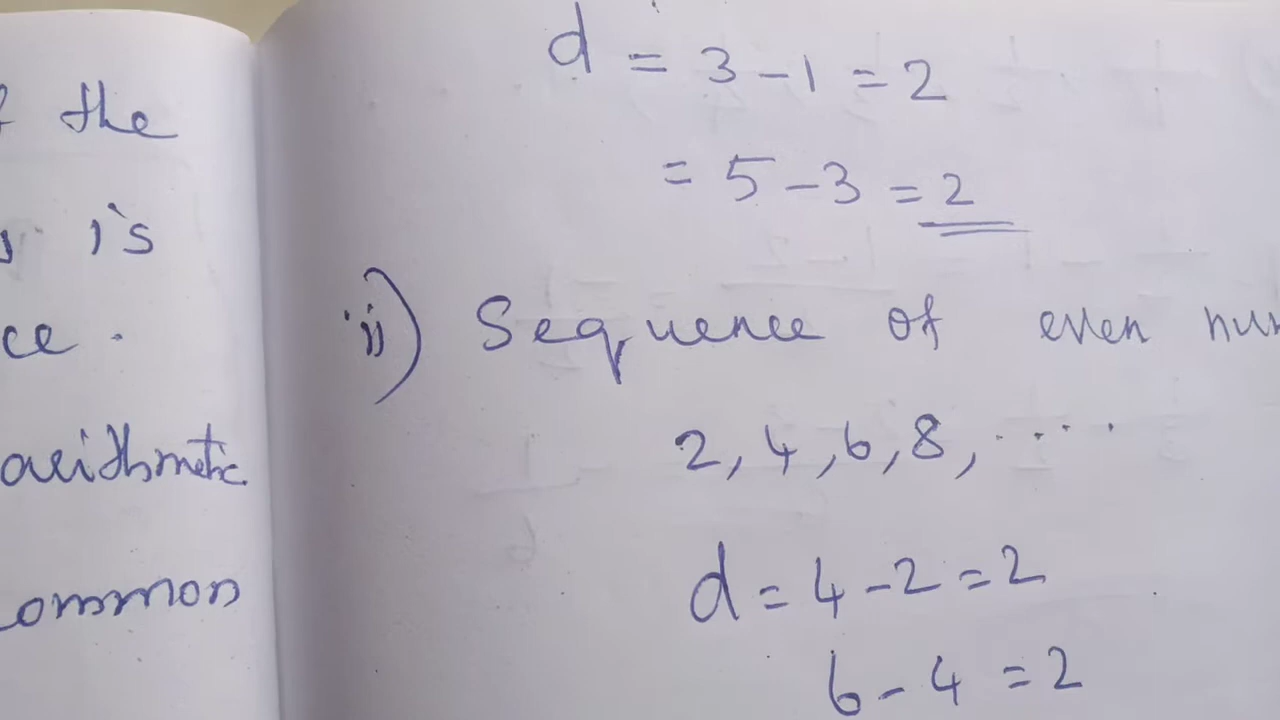 the
is
ce.
arithmetic
common
d = 3 - 1 = 2
= 5 - 3 = 2
ii) Sequence of even num
2, 4, 6, 8, .....
d = 4 - 2 = 2
6 - 4 = 2